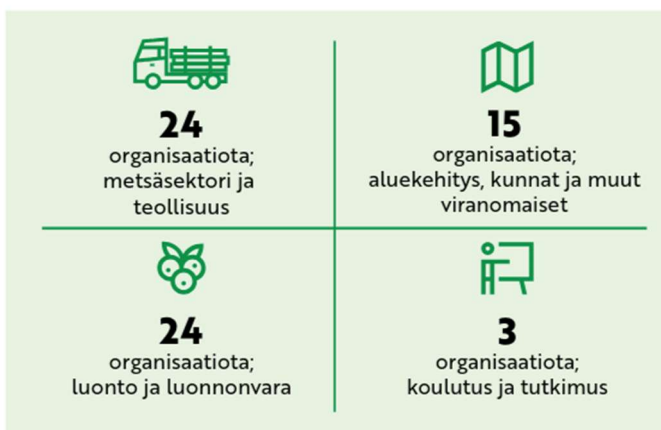 24
organisaatiota;
metsäsektori ja
teollisuus
15
organisaatiota;
aluekehitys, kunnat ja muut
viranomaiset
24
organisaatiota;
luonto ja luonnonvara
3
organisaatiota;
koulutus ja tutkimus